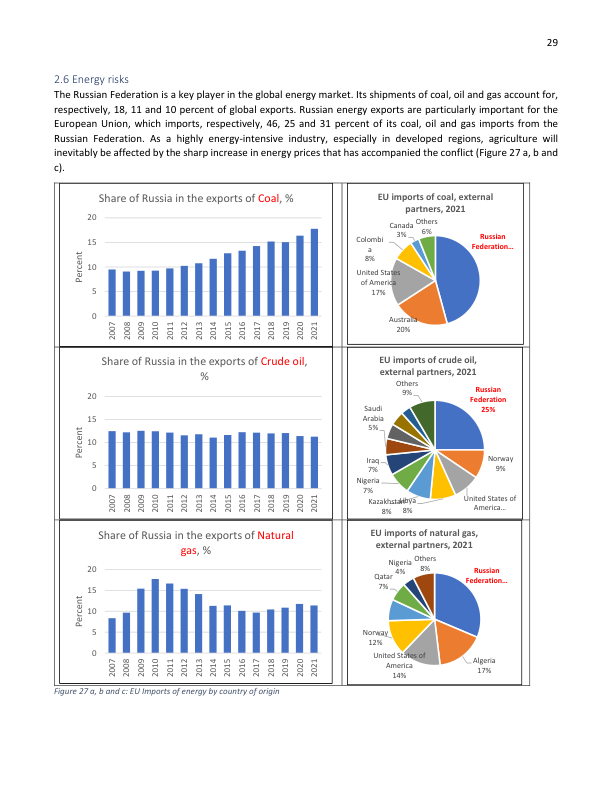 29
2.6 Energy risks
The Russian Federation is a key player in the global energy market. Its shipments of coal, oil and gas account for,
respectively, 18, 11 and 10 percent of global exports. Russian energy exports are particularly important for the
European Union, which imports, respectively, 46, 25 and 31 percent of its coal, oil and gas imports from the
Russian Federation. As a highly energy-intensive industry, especially in developed regions, agriculture will
inevitably be affected by the sharp increase in energy prices that has accompanied the conflict (Figure 27 a, b and
c).
Share of Russia in the exports of Coal, %
Percent
20
15
10
5
0
2007 2008 2009 2010 2011 2012 2013 2014 2015 2016 2017 2018 2019 2020 2021
EU imports of coal, external
partners, 2021
Russian
Federation…
Australia
20%
United States
of America
17%
Colombi
a
8%
Canada
3%
Others
6%
Share of Russia in the exports of Crude oil,
%
Percent
20
15
10
5
0
2007 2008 2009 2010 2011 2012 2013 2014 2015 2016 2017 2018 2019 2020 2021
EU imports of crude oil,
external partners, 2021
Russian
Federation
25%
Norway
9%
United States of
America…
Libya
8%
Kazakhstan
8%
Nigeria
7%
Iraq
7%
Saudi
Arabia
5%
Others
9%
Share of Russia in the exports of Natural
gas, %
Percent
20
15
10
5
0
2007 2008 2009 2010 2011 2012 2013 2014 2015 2016 2017 2018 2019 2020 2021
EU imports of natural gas,
external partners, 2021
Russian
Federation…
Algeria
17%
United States of
America
14%
Norway
12%
Qatar
7%
Nigeria
4%
Others
8%
Figure 27 a, b and c: EU Imports of energy by country of origin